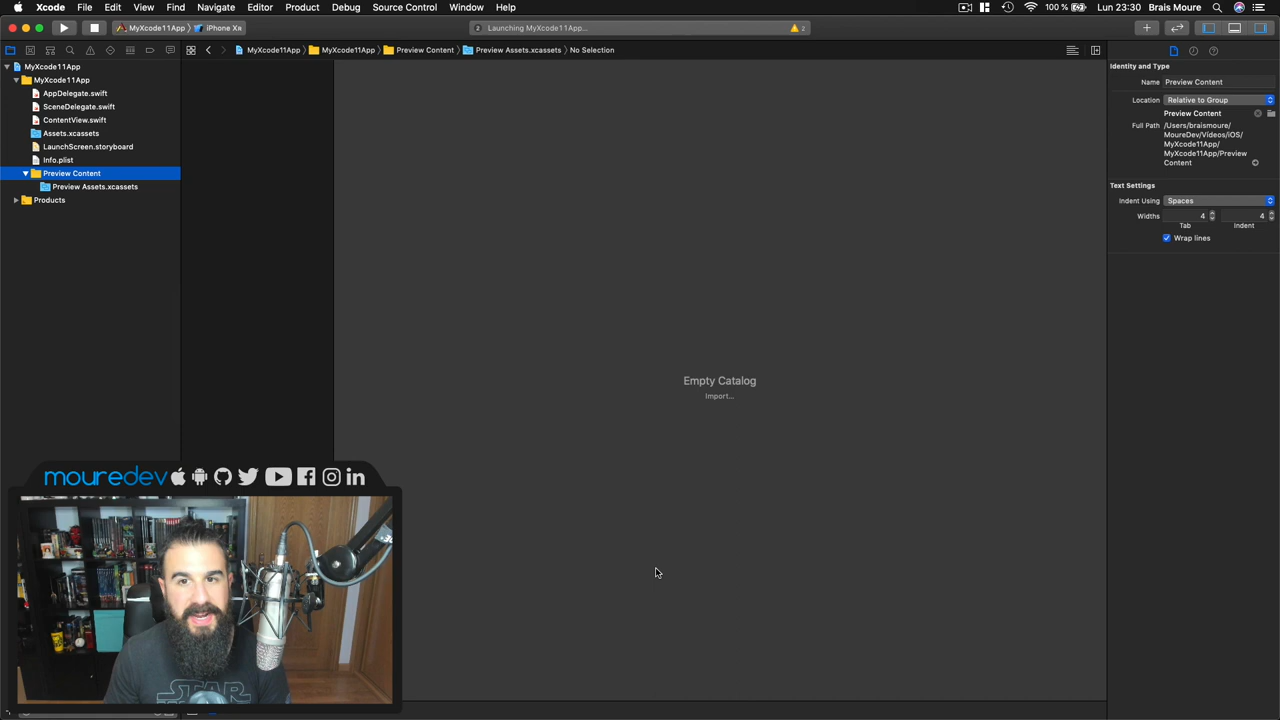 Xcode File Edit View Find Navigate Editor Product Debug Source Control Window Help 100 % Lun 23:30 Brais Moure
MyXcode11App iPhone Xʀ Launching MyXcode11App... 2
MyXcode11App MyXcode11App Preview Content Preview Assets.xcassets No Selection
MyXcode11App
MyXcode11App
AppDelegate.swift
SceneDelegate.swift
ContentView.swift
Assets.xcassets
LaunchScreen.storyboard
Info.plist
Preview Content
Preview Assets.xcassets
Products
Empty Catalog
Import...
Identity and Type
Name Preview Content
Location Relative to Group
Preview Content
Full Path /Users/braismoure/
MoureDev/Vídeos/iOS/
MyXcode11App/
MyXcode11App/Preview
Content
Text Settings
Indent Using Spaces
Widths 4 4
Tab Indent
Wrap lines
mouredev
STAR